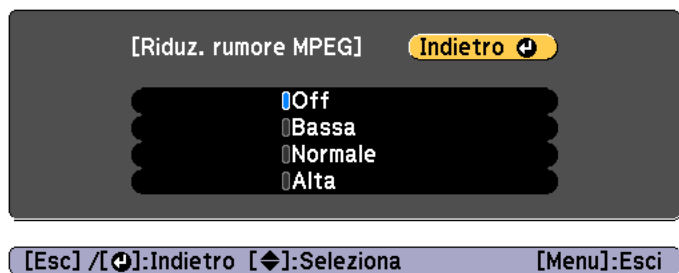 [Riduz. rumore MPEG] Indietro
Off
Bassa
Normale
Alta
[Esc] /[⏎]:Indietro [◆]:Seleziona [Menu]:Esci